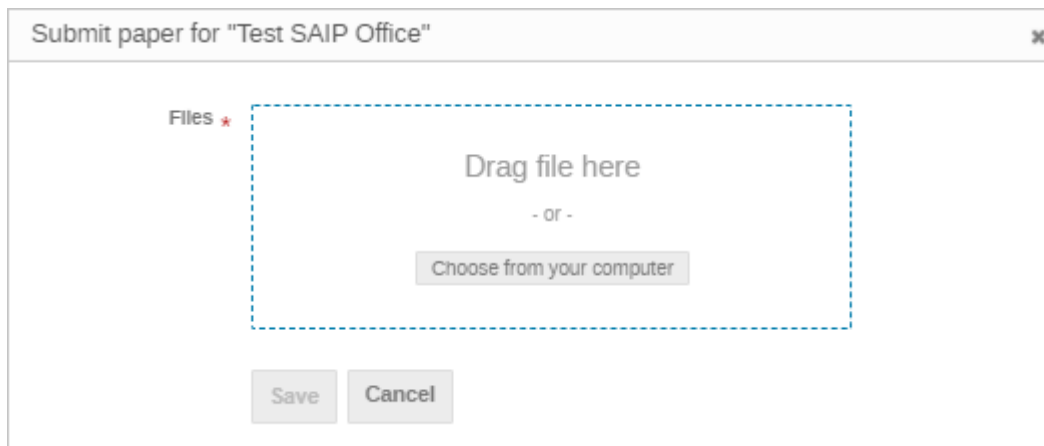 Submit paper for "Test SAIP Office"
Files *
Drag file here
- or -
Choose from your computer
Save Cancel